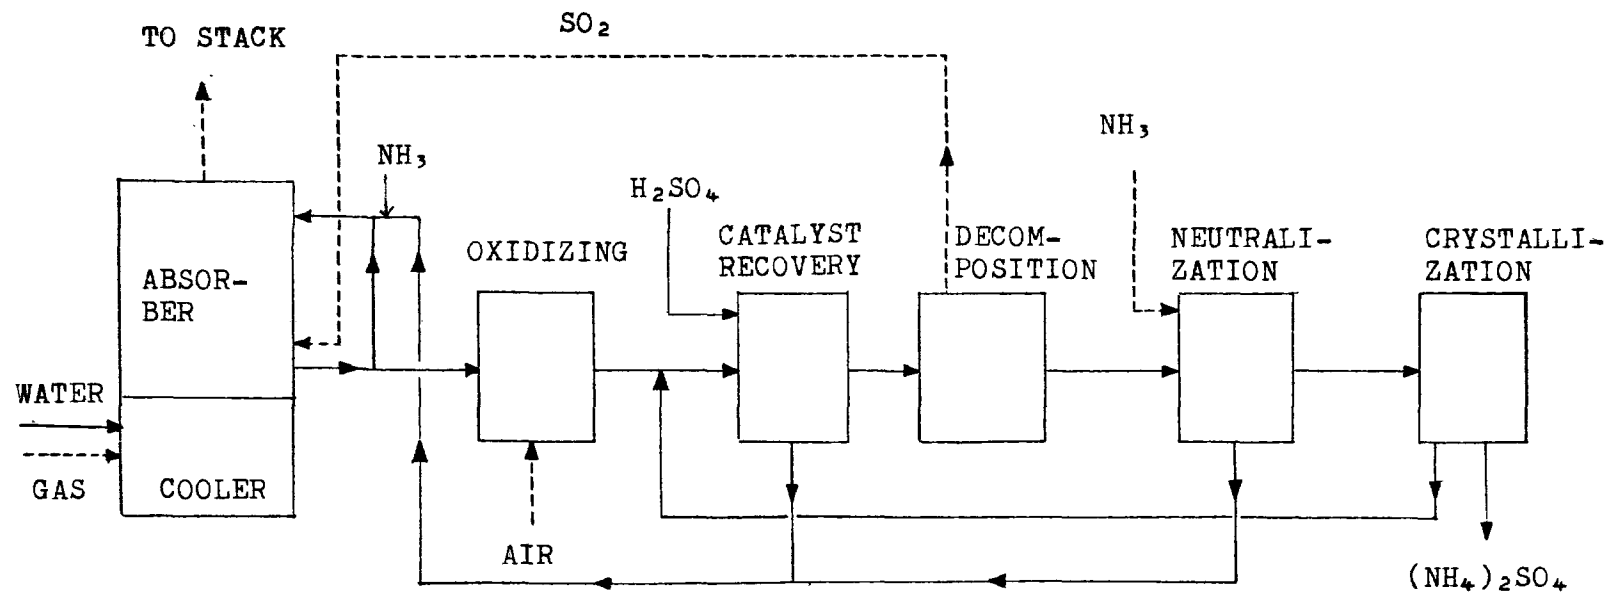 SO₂
TO STACK
NH₃
NH₃
H₂SO₄
OXIDIZING
CATALYST
RECOVERY
DECOM-
POSITION
NEUTRALI-
ZATION
CRYSTALLI-
ZATION
ABSOR-
BER
WATER
GAS
COOLER
AIR
(NH₄)₂SO₄